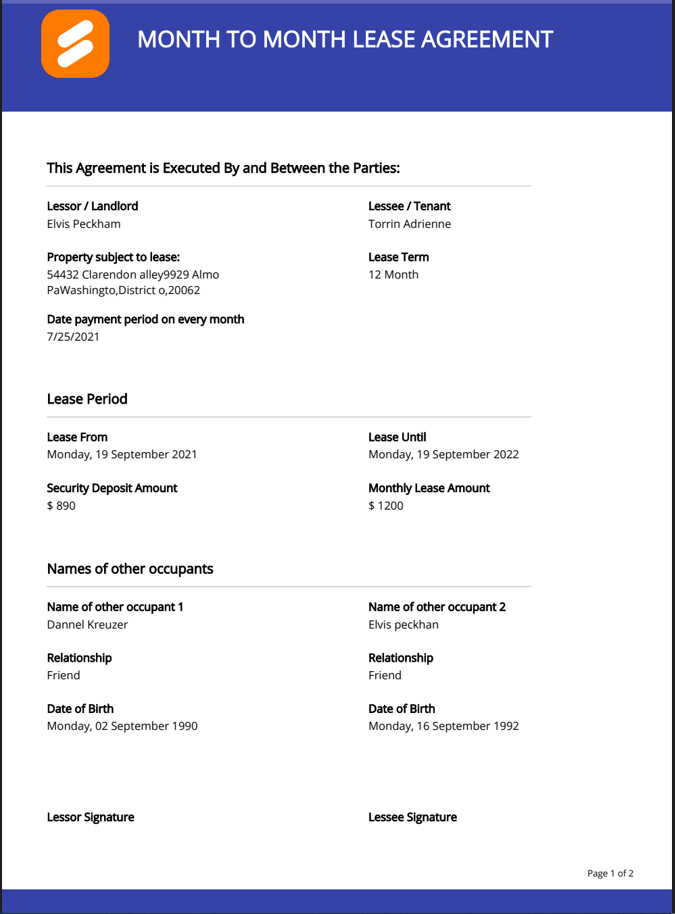 MONTH TO MONTH LEASE AGREEMENT
This Agreement is Executed By and Between the Parties:
Lessor / Landlord
Elvis Peckham
Lessee / Tenant
Torrin Adrienne
Property subject to lease:
54432 Clarendon alley9929 Almo
PaWashingto,District o,20062
Lease Term
12 Month
Date payment period on every month
7/25/2021
Lease Period
Lease From
Monday, 19 September 2021
Lease Until
Monday, 19 September 2022
Security Deposit Amount
$ 890
Monthly Lease Amount
$ 1200
Names of other occupants
Name of other occupant 1
Dannel Kreuzer
Name of other occupant 2
Elvis peckhan
Relationship
Friend
Relationship
Friend
Date of Birth
Monday, 02 September 1990
Date of Birth
Monday, 16 September 1992
Lessor Signature
Lessee Signature
Page 1 of 2